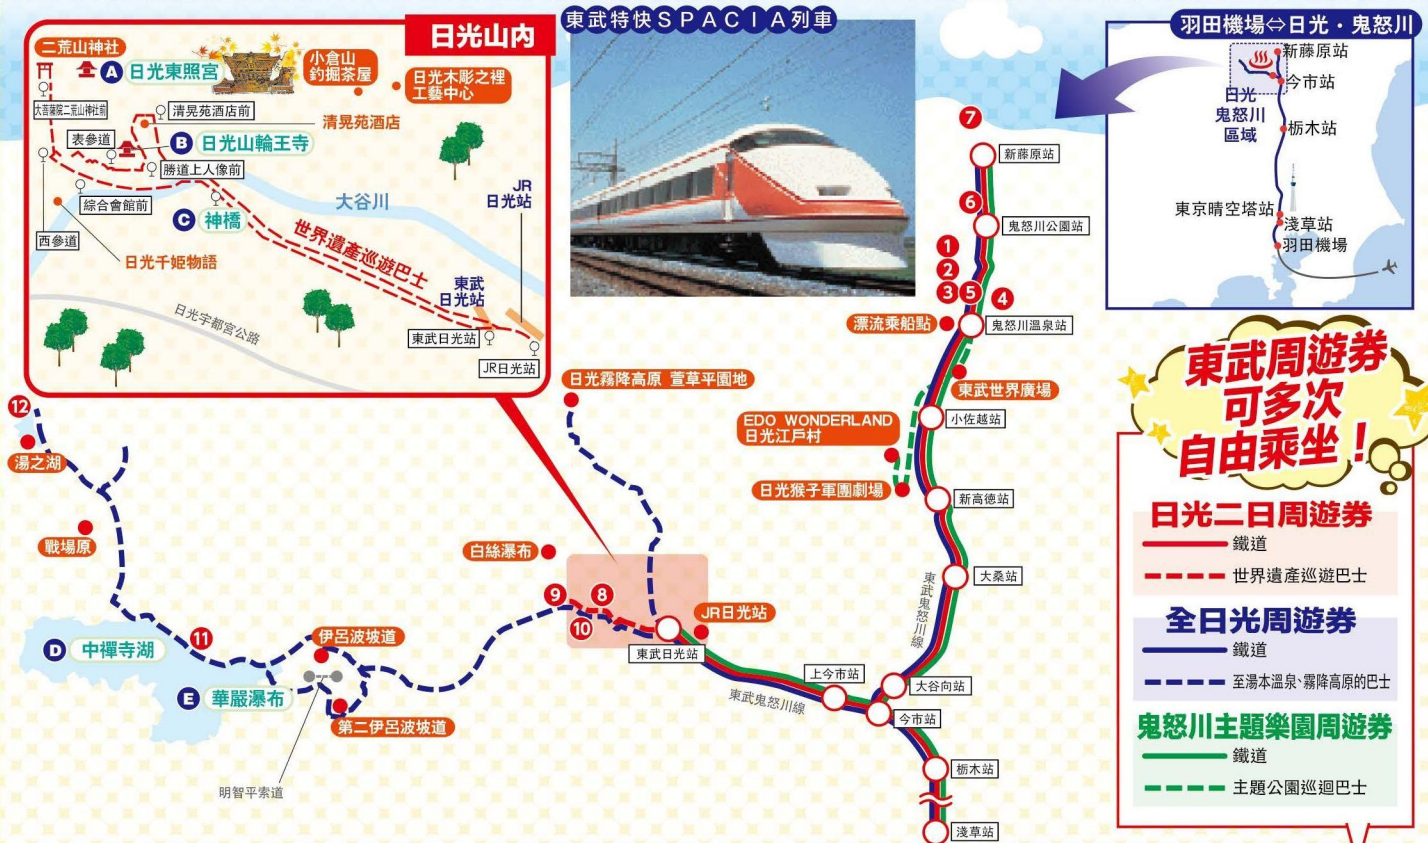 東武特快SPACIA列車
日光山內
二荒山神社
A 日光東照宮
小倉山
釣掘茶屋
日光木彫之裡
工藝中心
大菩薩院二荒山神社前
清晃苑酒店前
清晃苑酒店
表參道
B 日光山輪王寺
勝道上人像前
綜合會館前
C 神橋
大谷川
JR
日光站
西參道
世界遺產巡遊巴士
日光千姬物語
東武
日光站
日光宇都宮公路
東武日光站
JR日光站
羽田機場⇔日光・鬼怒川
新藤原站
今市站
日光
鬼怒川
區域
栃木站
東京晴空塔站
淺草站
羽田機場
7
新藤原站
6
鬼怒川公園站
1
2
3
5
4
漂流乘船點
鬼怒川溫泉站
東武世界廣場
小佐越站
EDO WONDERLAND
日光江戶村
日光猴子軍團劇場
新高德站
大桑站
東武鬼怒川線
大谷向站
上今市站
今市站
東武鬼怒川線
栃木站
淺草站
日光霧降高原 萱草平園地
白絲瀑布
9
8
10
JR日光站
東武日光站
12
湯之湖
戰場原
11
D 中禪寺湖
伊呂波坡道
E 華嚴瀑布
第二伊呂波坡道
明智平索道
東武周遊券
可多次
自由乘坐！
日光二日周遊券
鐵道
世界遺產巡遊巴士
全日光周遊券
鐵道
至湯本溫泉、霧降高原的巴士
鬼怒川主題樂園周遊券
鐵道
主題公園巡迴巴士